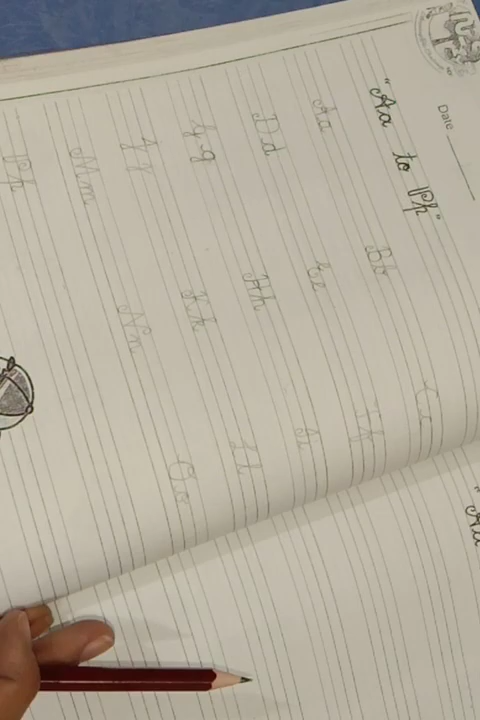 Date
"Aa to Pp"
Aa Bb Cc
Dd Ee Ff
Gg Hh Ii
Jj Kk Ll
Mm Nn Oo
Pp
"Aa